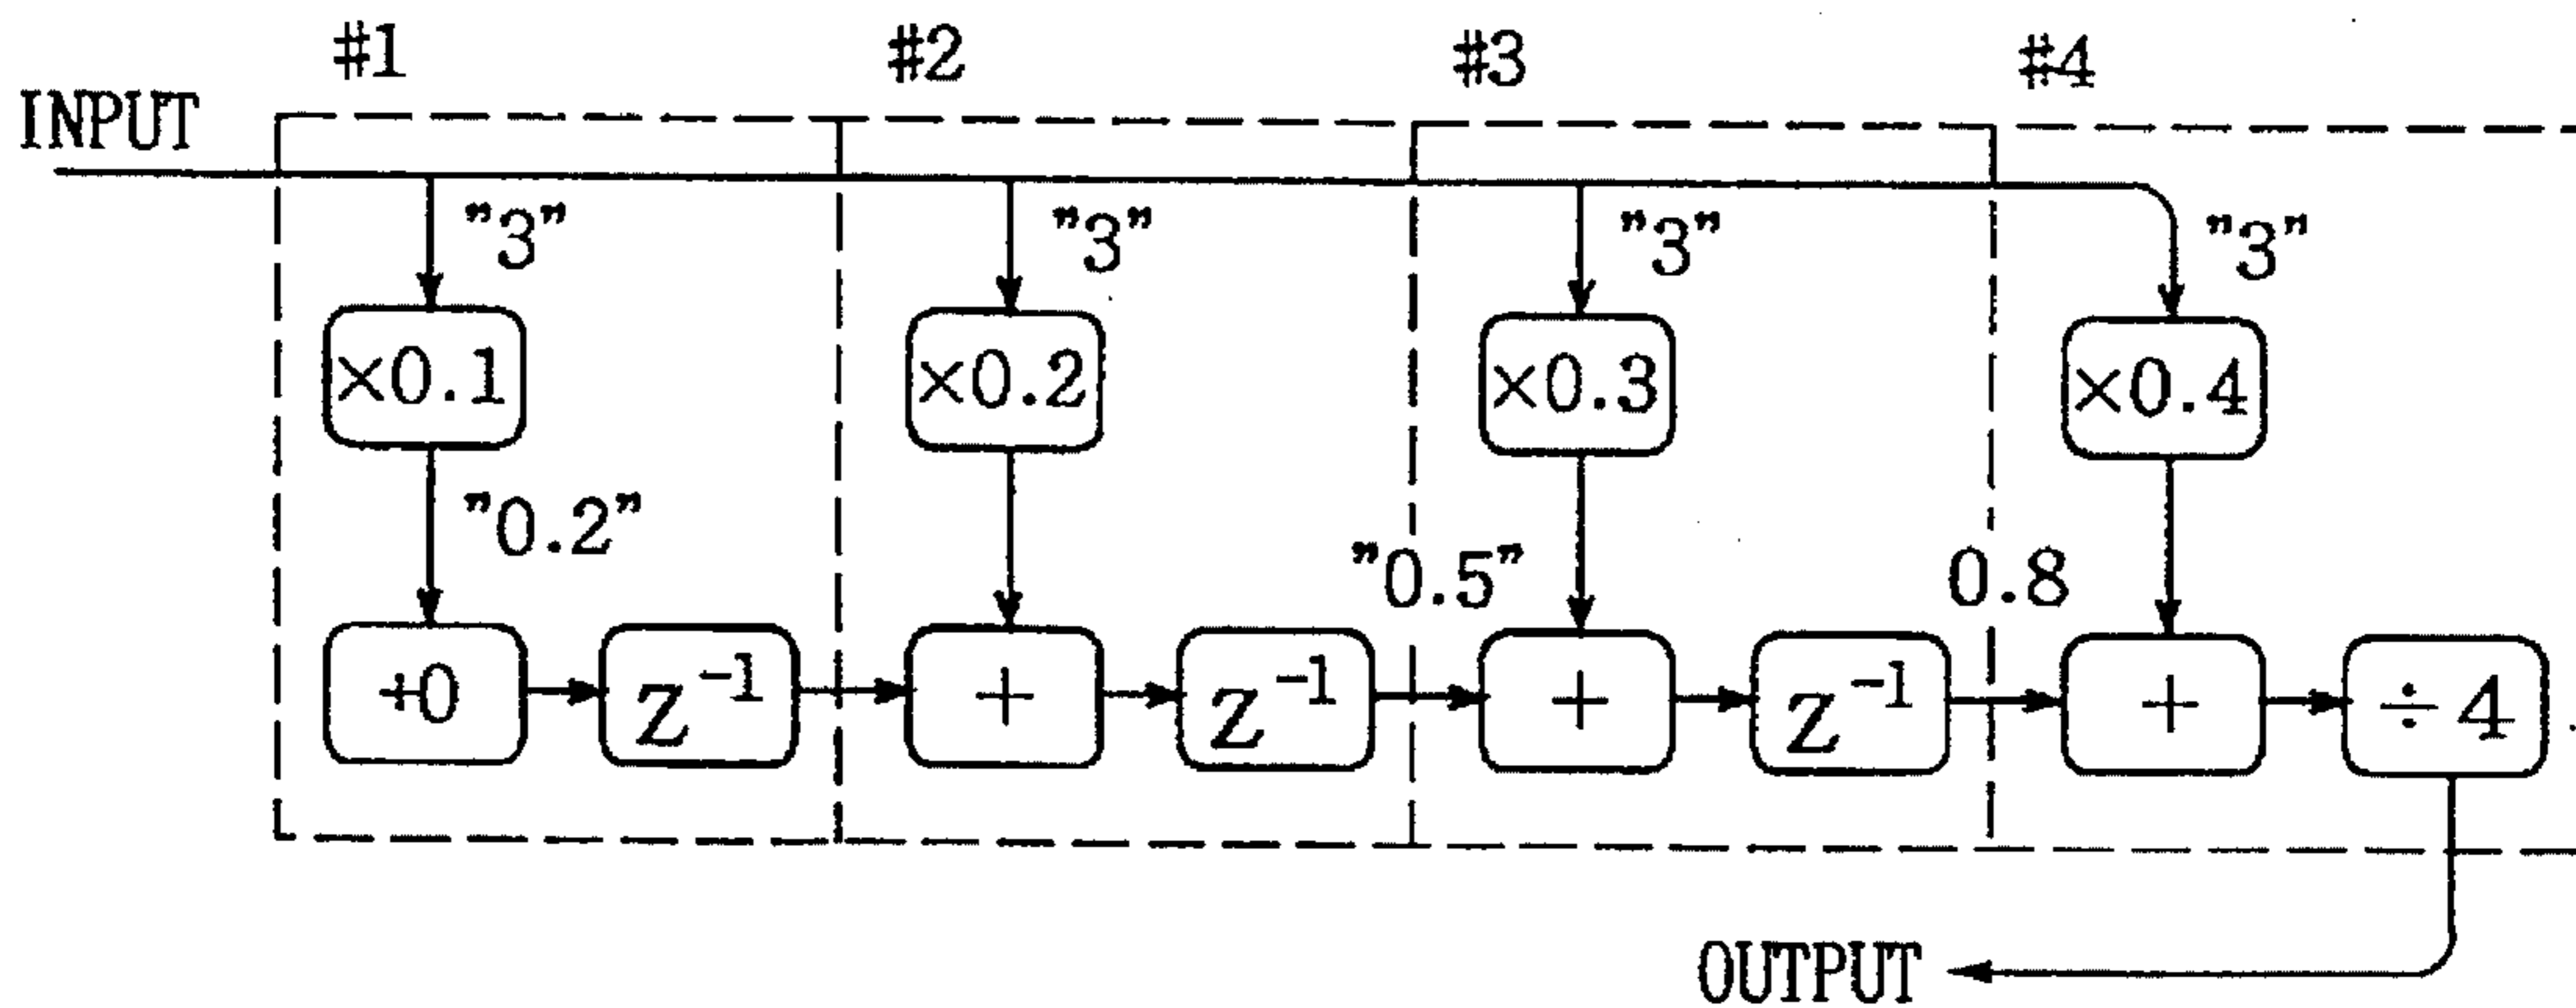 #1 #2 #3 #4
INPUT
"3" "3" "3" "3"
×0.1 ×0.2 ×0.3 ×0.4
"0.2" "0.5" 0.8
+0 Z⁻¹ + Z⁻¹ + Z⁻¹ + ÷4
OUTPUT